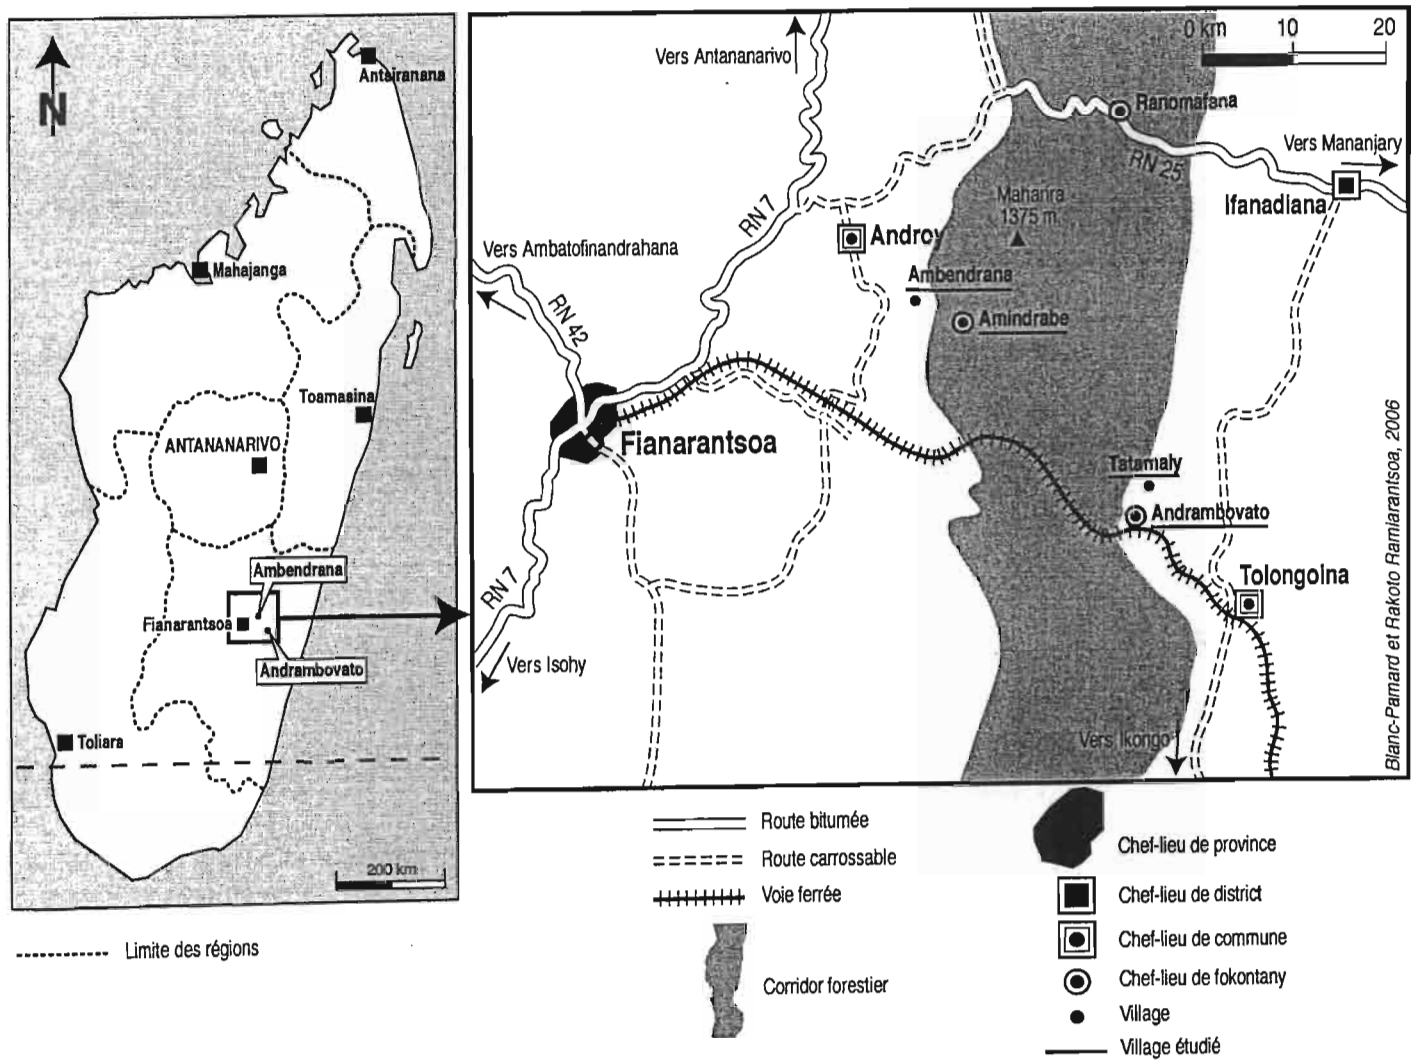 N
Antsiranana
Mahajanga
Toamasina
ANTANANARIVO
Ambendrana
Fianarantsoa
Andrambovato
Toliara
200 km
Limite des régions
Vers Antananarivo
0 km 10 20
Ranomafana
Vers Mananjary
RN 25
Ifanadiana
Maharira
1375 m.
RN 7
Androy
Vers Ambatofinandrahana
Ambendrana
RN 42
Amindrabe
Fianarantsoa
Tatamaly
Andrambovato
Tolongoina
RN 7
Vers Isohy
Vers Ikongo
Blanc-Pamard et Rakoto Ramiarantsoa, 2006
Route bitumée
Route carrossable
Voie ferrée
Corridor forestier
Chef-lieu de province
Chef-lieu de district
Chef-lieu de commune
Chef-lieu de fokontany
Village
Village étudié